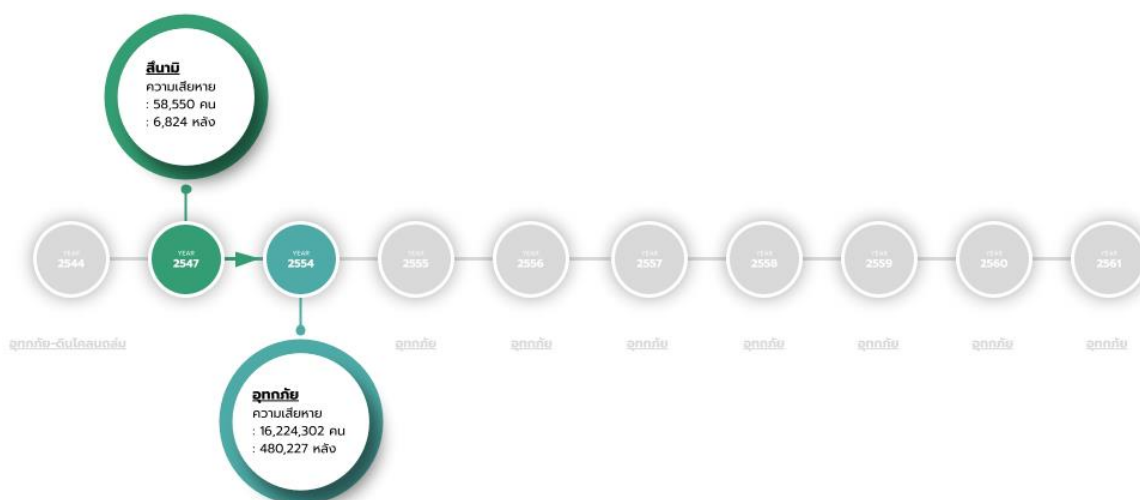 สึนามิ
ความเสียหาย
: 58,550 คน
: 6,824 หลัง
YEAR
2544
YEAR
2547
YEAR
2554
YEAR
2555
YEAR
2556
YEAR
2557
YEAR
2558
YEAR
2559
YEAR
2560
YEAR
2561
อุทกภัย-ดินโคลนถล่ม
อุทกภัย
อุทกภัย
อุทกภัย
อุทกภัย
อุทกภัย
อุทกภัย
อุทกภัย
อุทกภัย
ความเสียหาย
: 16,224,302 คน
: 480,227 หลัง